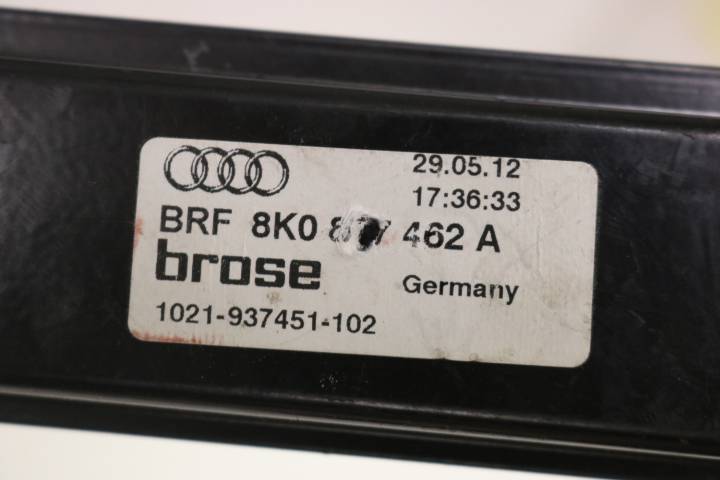 29.05.12
17:36:33
BRF 8K0 462 A
brose
Germany
1021-937451-102